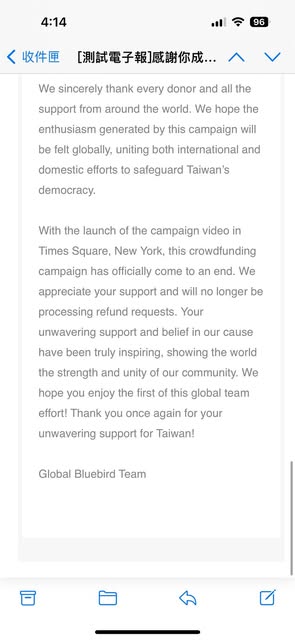 4:14
96
收件匣
[測試電子報]感謝你成...
We sincerely thank every donor and all the
support from around the world. We hope the
enthusiasm generated by this campaign will
be felt globally, uniting both international and
domestic efforts to safeguard Taiwan's
democracy.
With the launch of the campaign video in
Times Square, New York, this crowdfunding
campaign has officially come to an end. We
appreciate your support and will no longer be
processing refund requests. Your
unwavering support and belief in our cause
have been truly inspiring, showing the world
the strength and unity of our community. We
hope you enjoy the first of this global team
effort! Thank you once again for your
unwavering support for Taiwan!
Global Bluebird Team